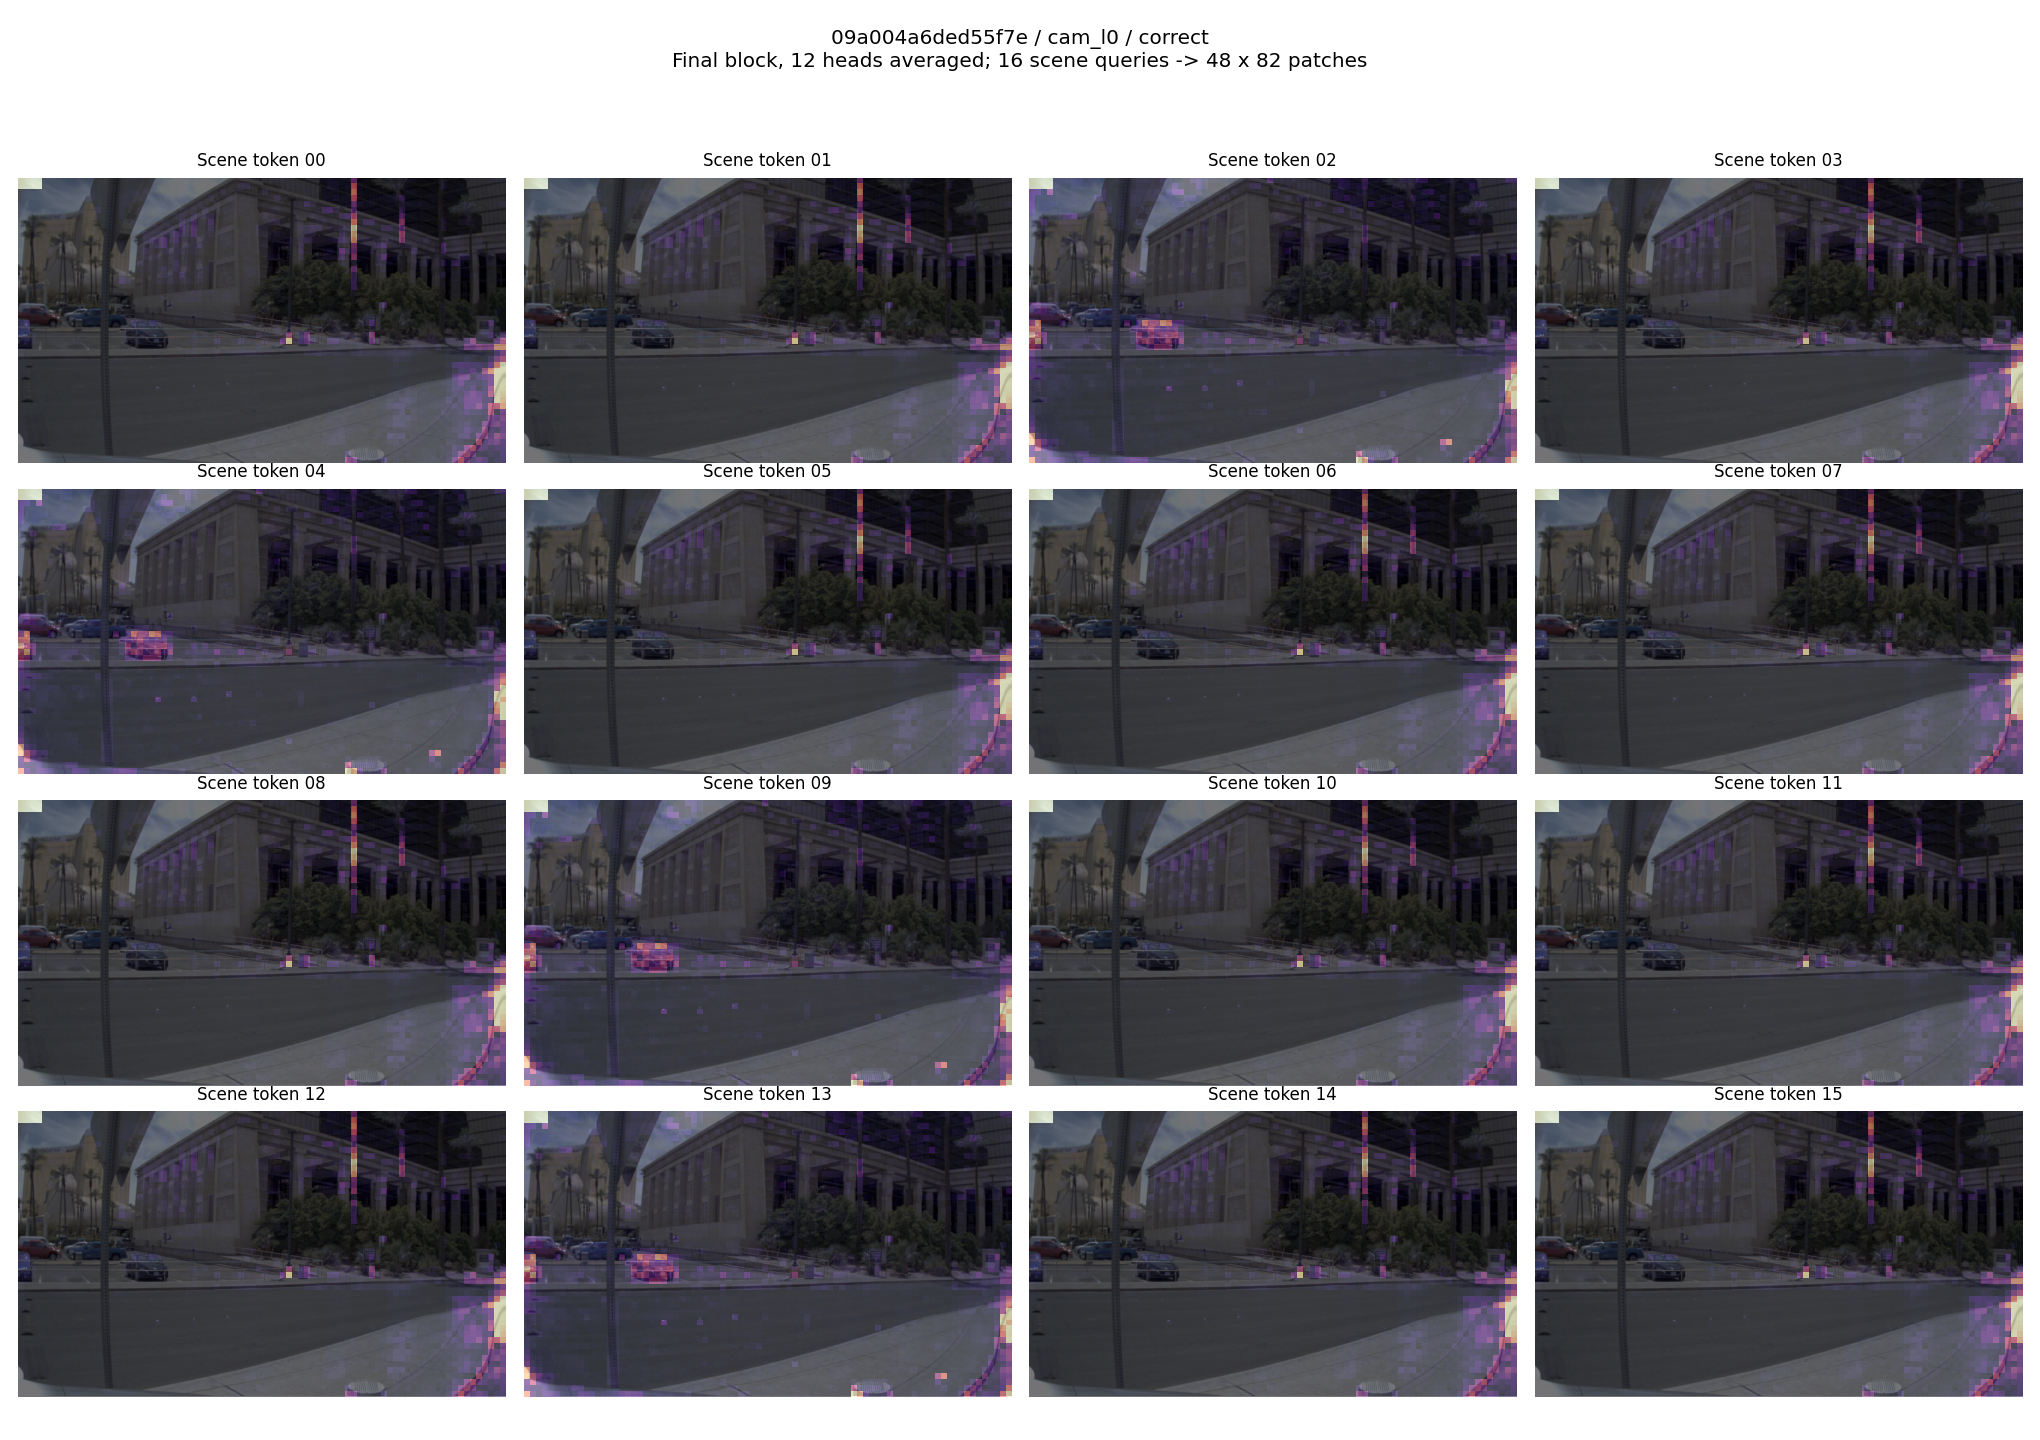 09a004a6ded55f7e / cam_l0 / correct
Final block, 12 heads averaged; 16 scene queries -> 48 x 82 patches
Scene token 00
Scene token 01
Scene token 02
Scene token 03
Scene token 04
Scene token 05
Scene token 06
Scene token 07
Scene token 08
Scene token 09
Scene token 10
Scene token 11
Scene token 12
Scene token 13
Scene token 14
Scene token 15